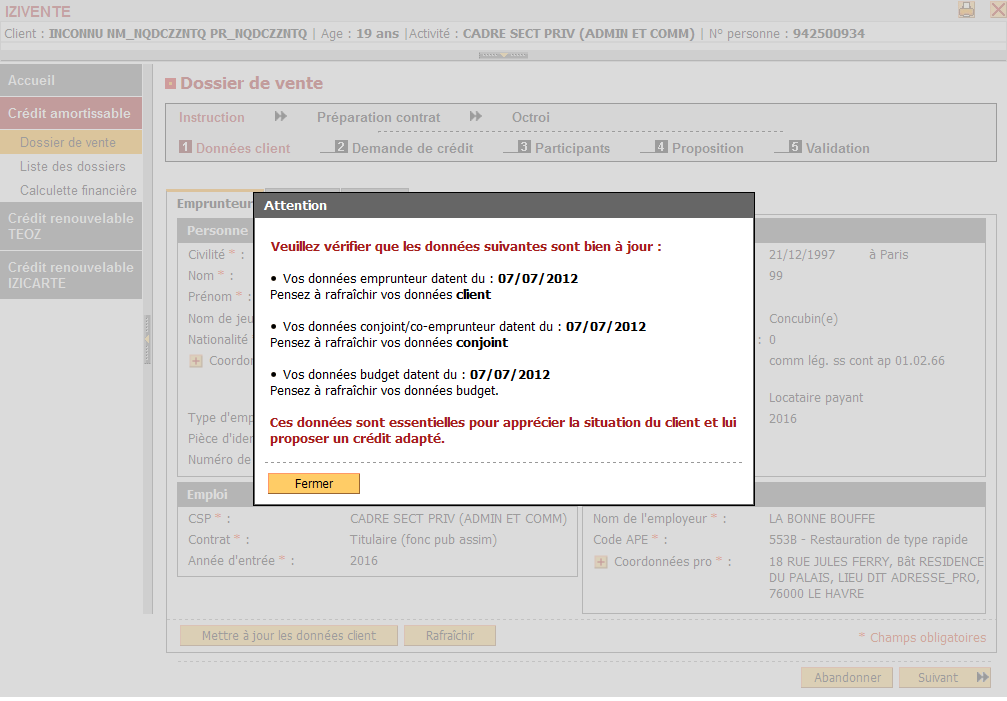 IZIVENTE
Client : INCONNU NM_NQDCZZNTQ PR_NQDCZZNTQ | Age : 19 ans |Activité : CADRE SECT PRIV (ADMIN ET COMM) | N° personne : 942500934
Accueil
Crédit amortissable
Dossier de vente
Liste des dossiers
Calculette financière
Crédit renouvelable
TEOZ
Crédit renouvelable
IZICARTE
Dossier de vente
Instruction Préparation contrat Octroi
1 Données client 2 Demande de crédit 3 Participants 4 Proposition 5 Validation
Emprunteur
Personne
Civilité * : 21/12/1997 à Paris
Nom * : 99
Prénom * :
Nom de jeu Concubin(e)
Nationalité : 0
Coordon comm lég. ss cont ap 01.02.66
Locataire payant
Type d'emp 2016
Pièce d'iden
Numéro de
Attention
Veuillez vérifier que les données suivantes sont bien à jour :
• Vos données emprunteur datent du : 07/07/2012
Pensez à rafraîchir vos données client
• Vos données conjoint/co-emprunteur datent du : 07/07/2012
Pensez à rafraîchir vos données conjoint
• Vos données budget datent du : 07/07/2012
Pensez à rafraîchir vos données budget.
Ces données sont essentielles pour apprécier la situation du client et lui
proposer un crédit adapté.
Fermer
Emploi
CSP * : CADRE SECT PRIV (ADMIN ET COMM)
Contrat * : Titulaire (fonc pub assim)
Année d'entrée * : 2016
Nom de l'employeur * : LA BONNE BOUFFE
Code APE * : 553B - Restauration de type rapide
Coordonnées pro * : 18 RUE JULES FERRY, Bât RESIDENCE
DU PALAIS, LIEU DIT ADRESSE_PRO,
76000 LE HAVRE
Mettre à jour les données client Rafraîchir * Champs obligatoires
Abandonner Suivant